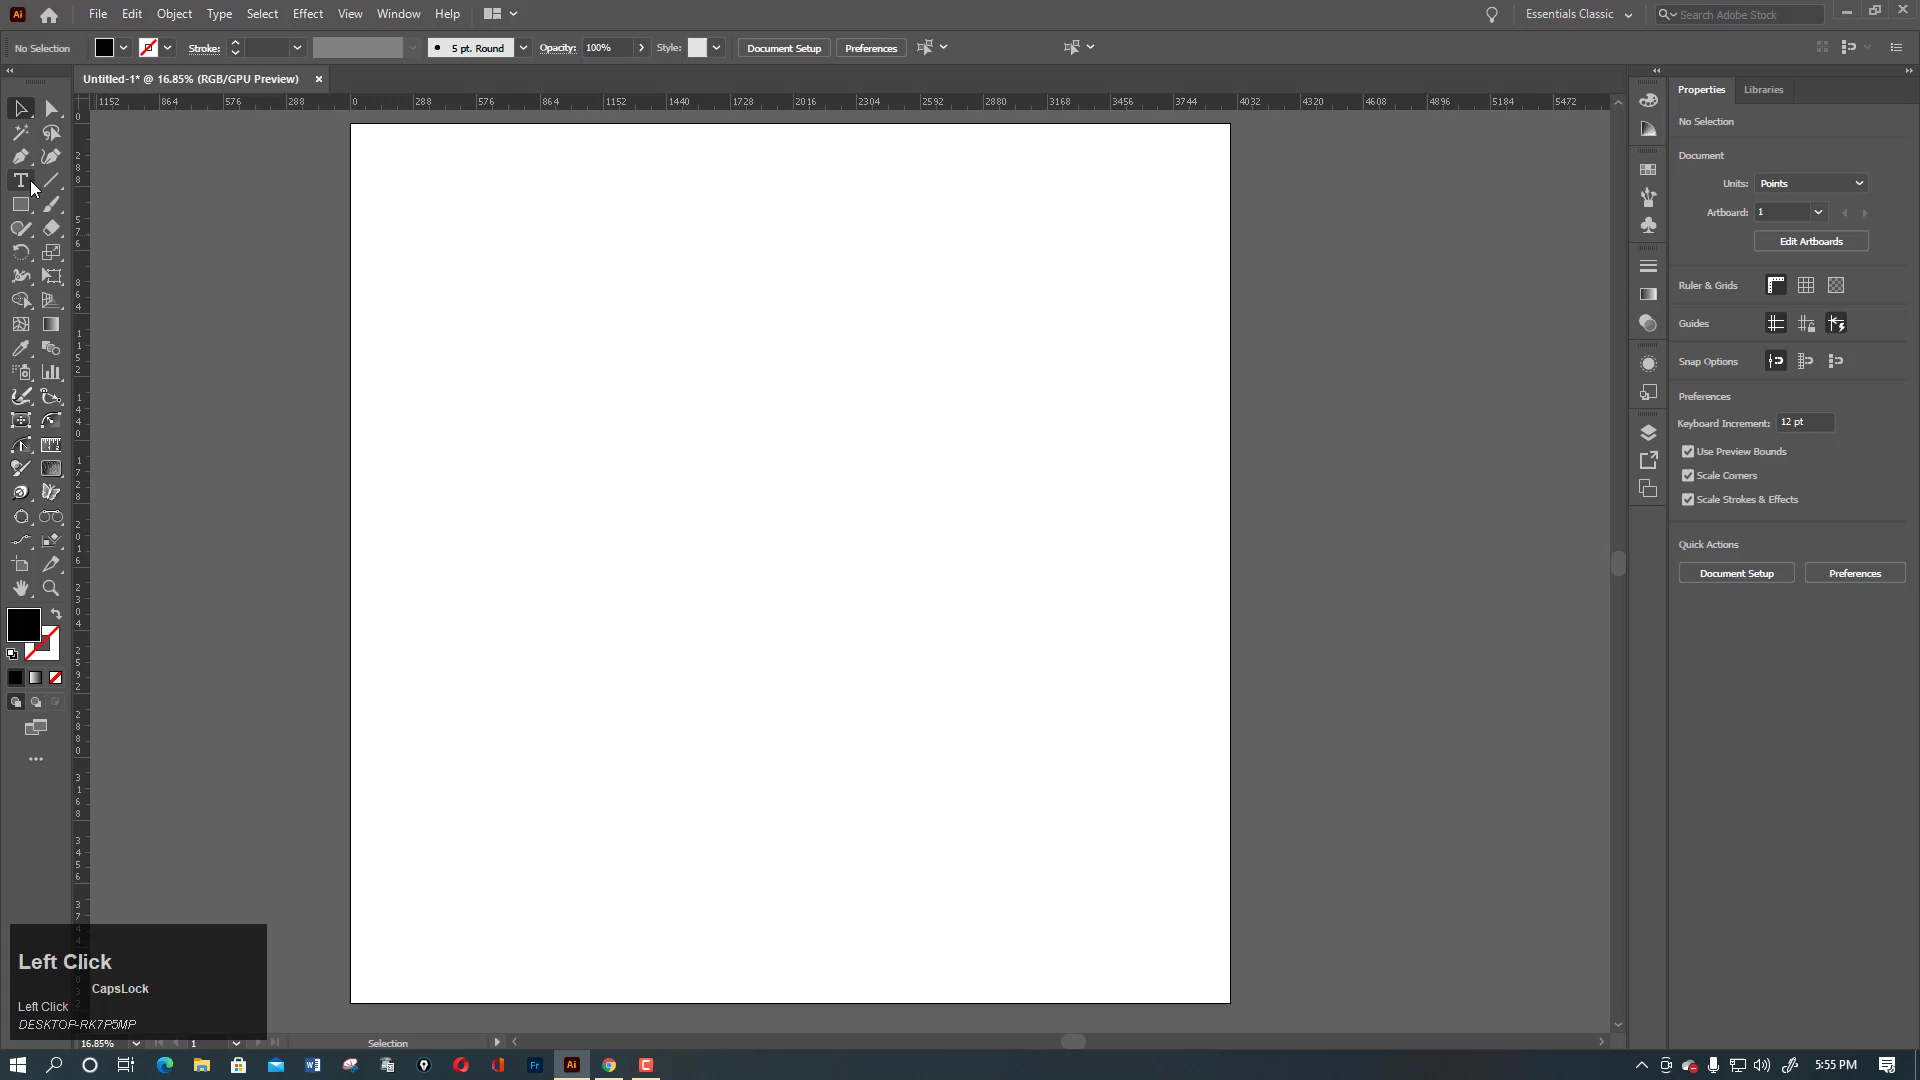 Ai File Edit Object Type Select Effect View Window Help Essentials Classic Search Adobe Stock
No Selection Stroke: 5 pt. Round Opacity: 100% Style: Document Setup Preferences
Untitled-1* @ 16.85% (RGB/GPU Preview)
1152 864 576 288 0 288 576 864 1152 1440 1728 2016 2304 2592 2880 3168 3456 3744 4032 4320 4608 4896 5184 5472
Properties Libraries
No Selection
Document
Units: Points
Artboard: 1
Edit Artboards
Ruler & Grids
Guides
Snap Options
Preferences
Keyboard Increment: 12 pt
Use Preview Bounds
Scale Corners
Scale Strokes & Effects
Quick Actions
Document Setup Preferences
Left Click
CapsLock
Left Click
DESKTOP-RK7P5MP
16.85% 1 Selection
Fr Ai 5:55 PM